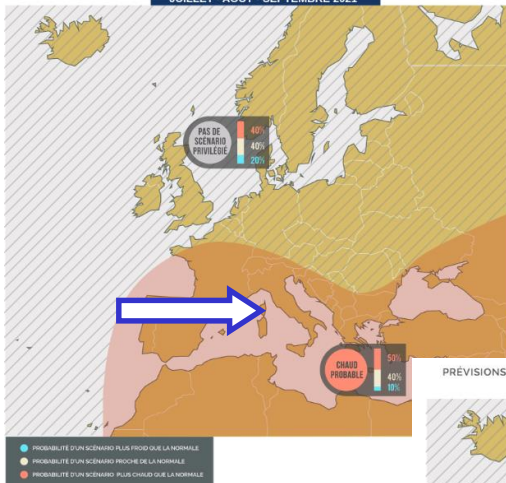 JUILLET - AOUT - SEPTEMBRE 2021
PAS DE
SCÉNARIO
PRIVILÉGIÉ
40%
40%
20%
CHAUD
PROBABLE
50%
40%
10%
PRÉVISIONS
PROBABILITÉ D'UN SCÉNARIO PLUS FROID QUE LA NORMALE
PROBABILITÉ D'UN SCÉNARIO PROCHE DE LA NORMALE
PROBABILITÉ D'UN SCÉNARIO PLUS CHAUD QUE LA NORMALE